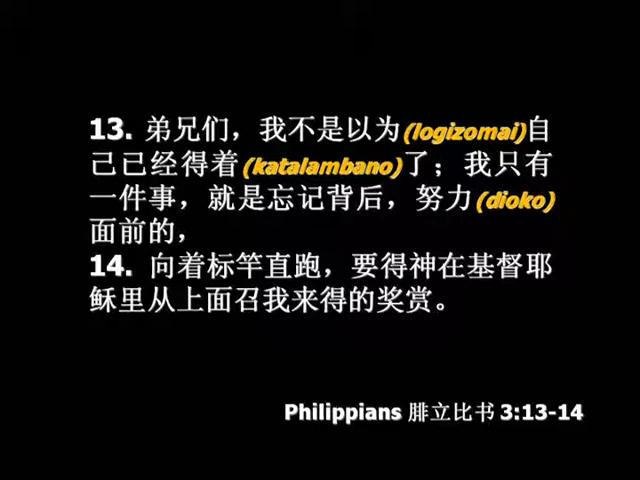 13. 弟兄们，我不是以为(logizomai)自
己已经得着(katalambano)了；我只有
一件事，就是忘记背后，努力(dioko)
面前的，
14. 向着标竿直跑，要得神在基督耶
稣里从上面召我来得的奖赏。
Philippians 腓立比书 3:13-14